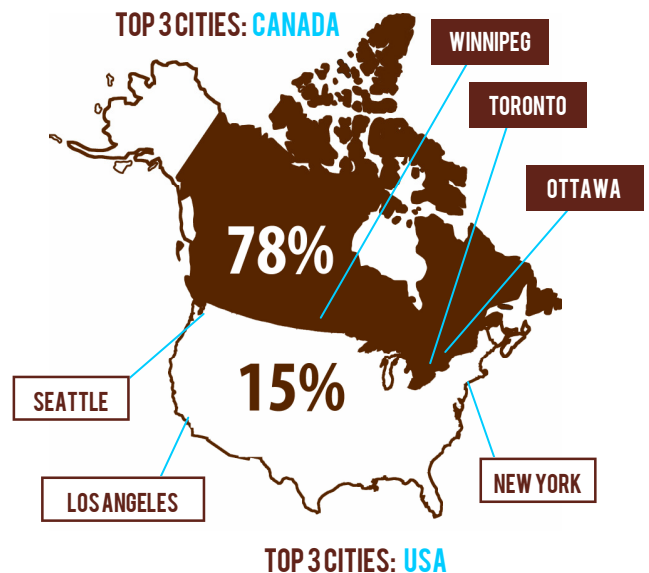 TOP 3 CITIES: CANADA
WINNIPEG
TORONTO
OTTAWA
78%
15%
SEATTLE
LOS ANGELES
NEW YORK
TOP 3 CITIES: USA